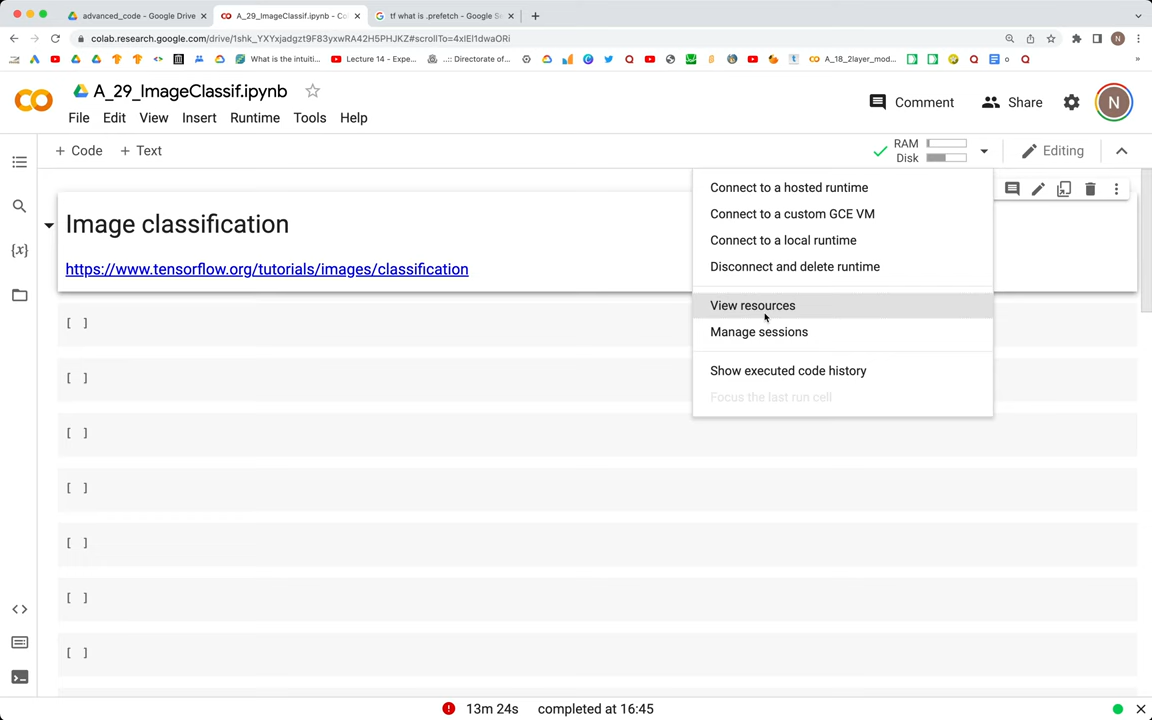 advanced_code - Google Drive
A_29_ImageClassif.ipynb - Co
tf what is .prefetch - Google Se
colab.research.google.com/drive/1shk_YXYxjadgzt9F83yxwRA42H5PHJKZ#scrollTo=4xIEl1dwaORi
N
What is the intuiti...
Lecture 14 - Expe...
..:: Directorate of...
A_18_2layer_mod...
»
CO
A_29_ImageClassif.ipynb
Comment
Share
N
File Edit View Insert Runtime Tools Help
+ Code + Text
RAM
Disk
Editing
Connect to a hosted runtime
Connect to a custom GCE VM
Connect to a local runtime
Disconnect and delete runtime
View resources
Manage sessions
Show executed code history
Focus the last run cell
{x}
Image classification
https://www.tensorflow.org/tutorials/images/classification
[ ]
[ ]
[ ]
[ ]
[ ]
[ ]
[ ]
13m 24s completed at 16:45